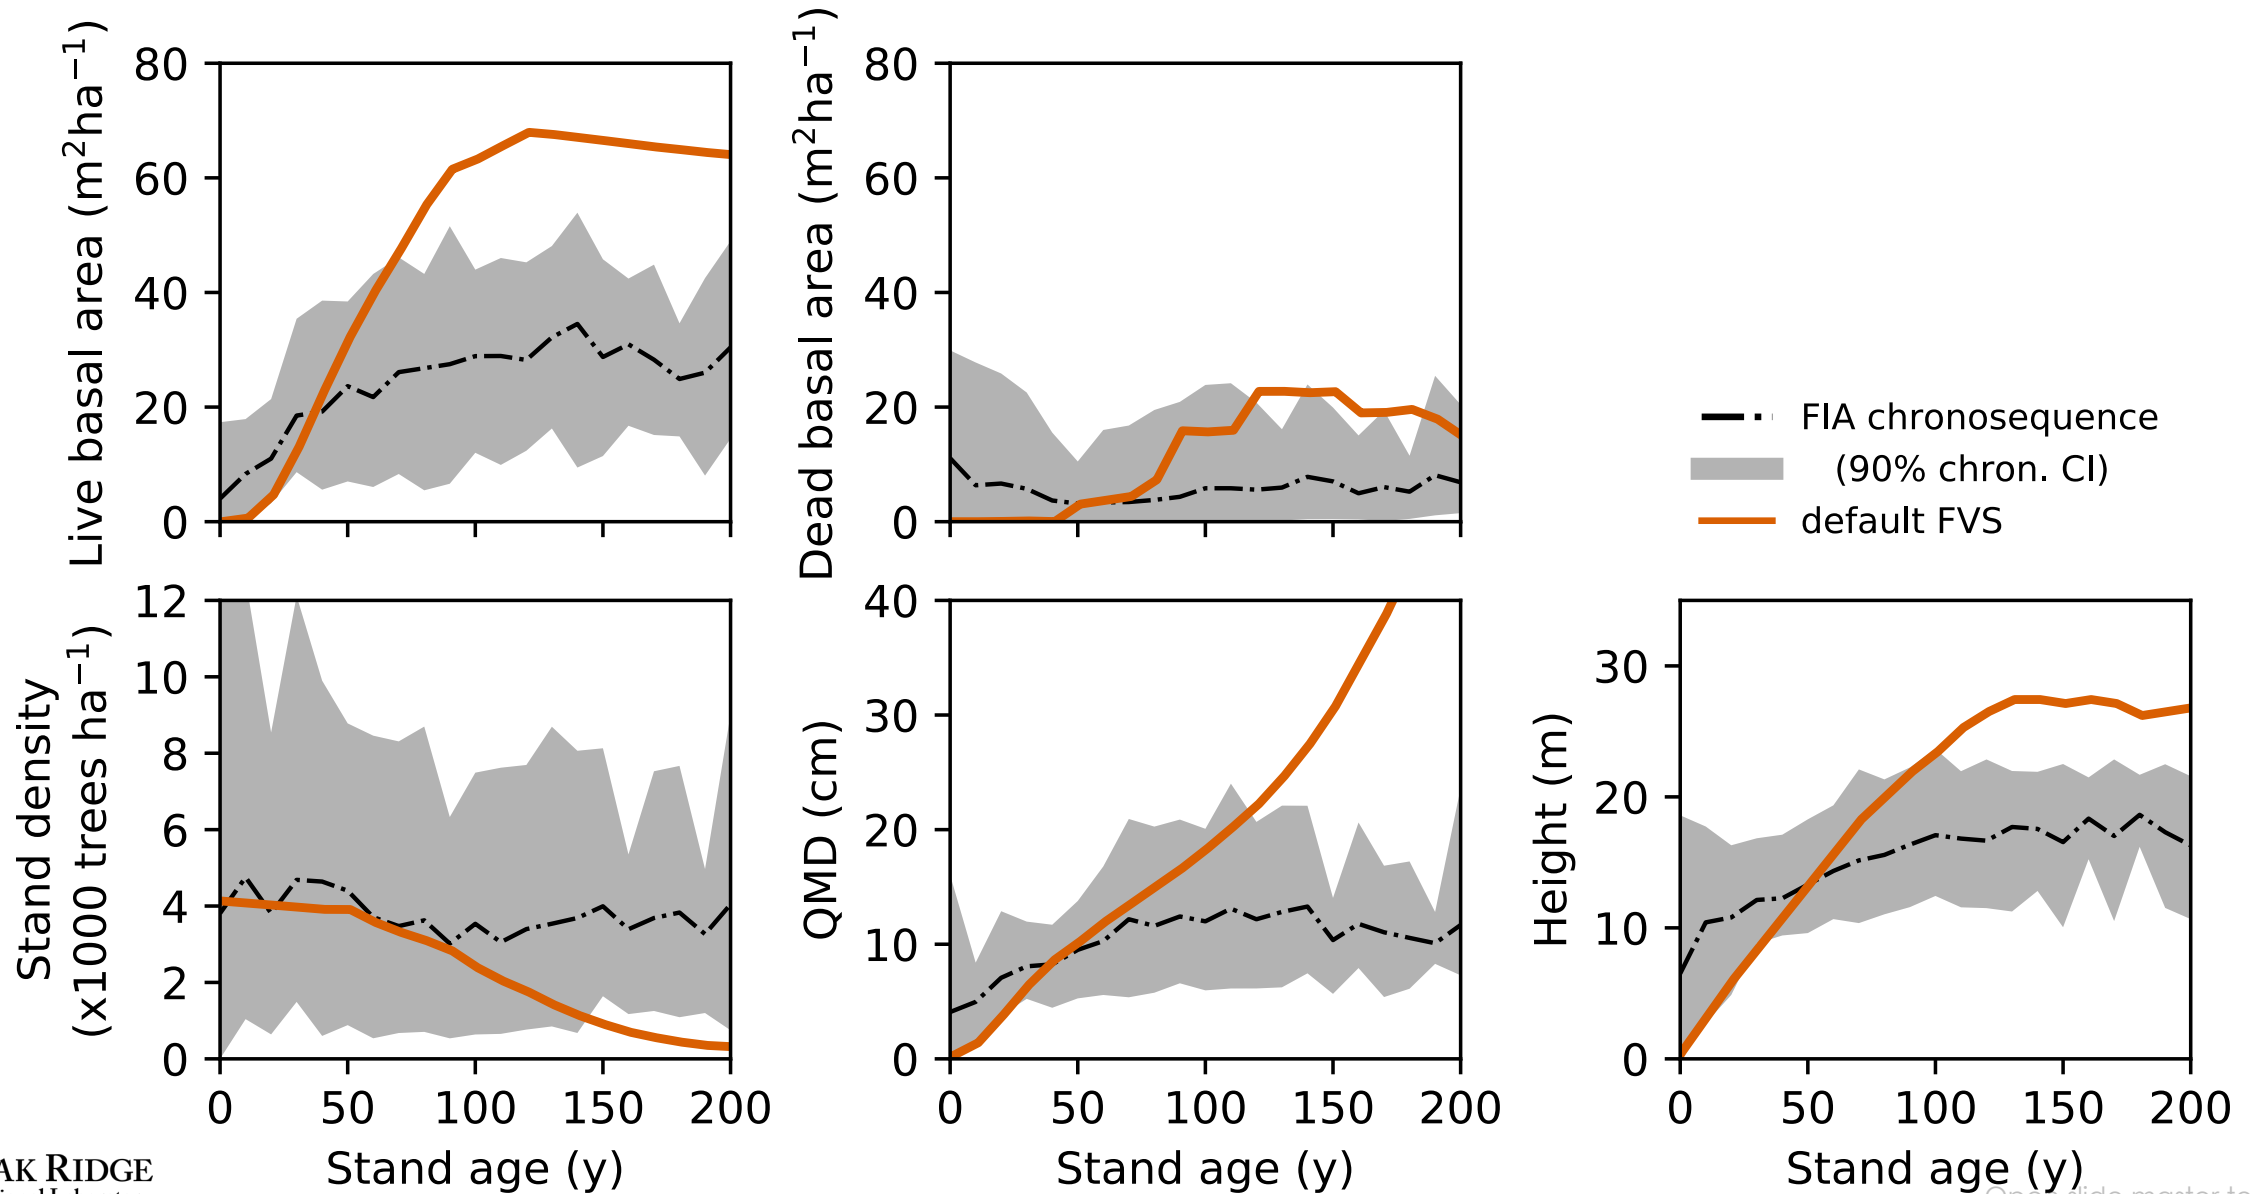 Live basal area (m²ha⁻¹)
80
60
40
20
0
Dead basal area (m²ha⁻¹)
80
60
40
20
0
FIA chronosequence
(90% chron. CI)
default FVS
Stand density
(x1000 trees ha⁻¹)
12
10
8
6
4
2
0
0 50 100 150 200
Stand age (y)
QMD (cm)
40
30
20
10
0
0 50 100 150 200
Stand age (y)
Height (m)
30
20
10
0
0 50 100 150 200
Stand age (y)
AK RIDGE